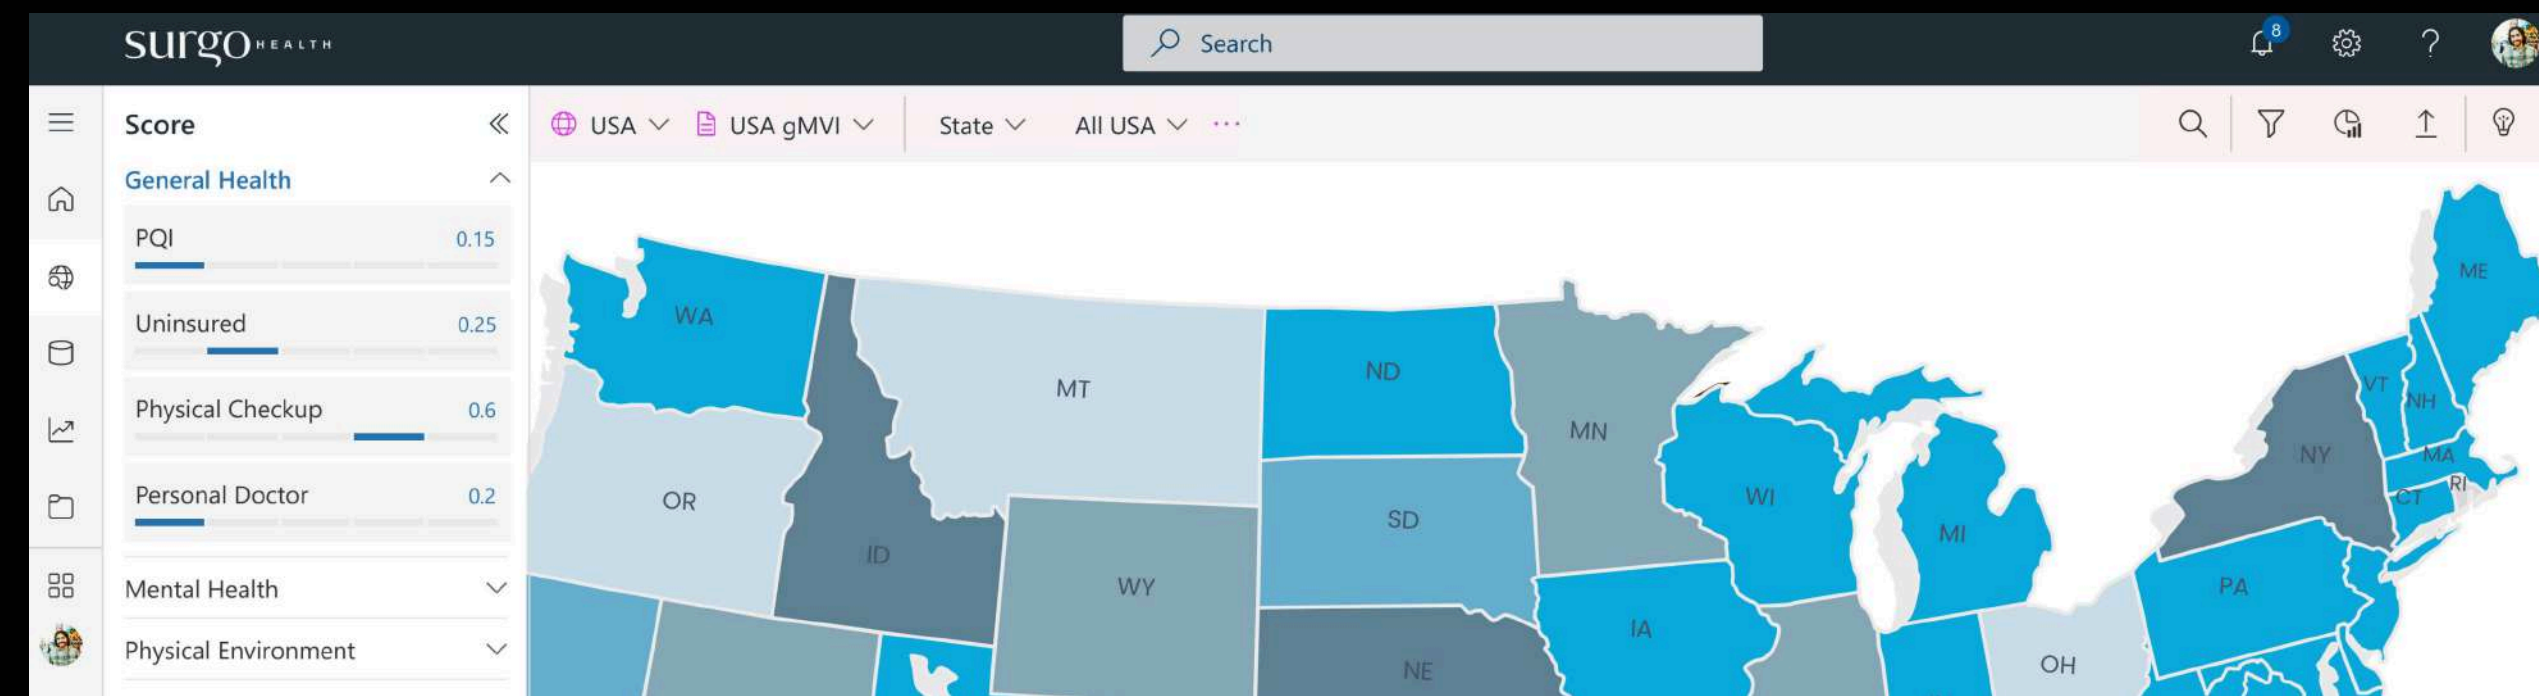 surgo HEALTH
Search
8
?
Score
USA
USA gMVI
State
All USA
...
General Health
PQI 0.15
Uninsured 0.25
Physical Checkup 0.6
Personal Doctor 0.2
Mental Health
Physical Environment
WA
MT
ND
MN
OR
ID
WY
SD
WI
MI
IA
NE
OH
PA
NY
VT
NH
ME
MA
RI
CT